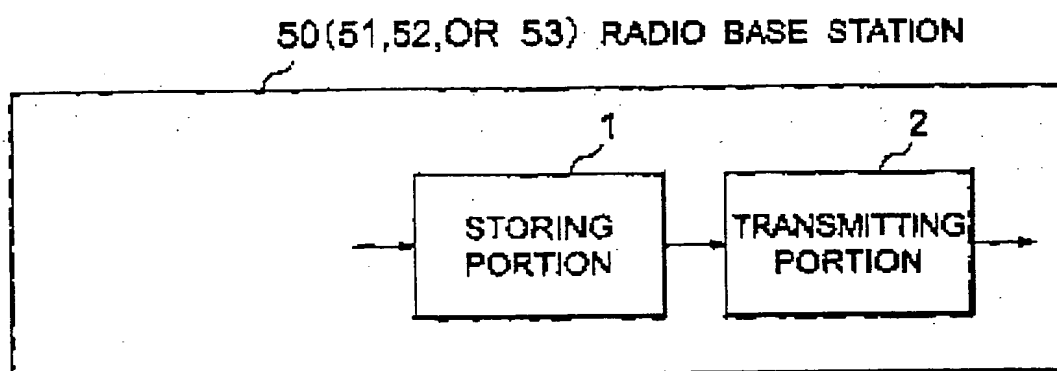 50(51,52,OR 53) RADIO BASE STATION
1
2
STORING
PORTION
TRANSMITTING
PORTION